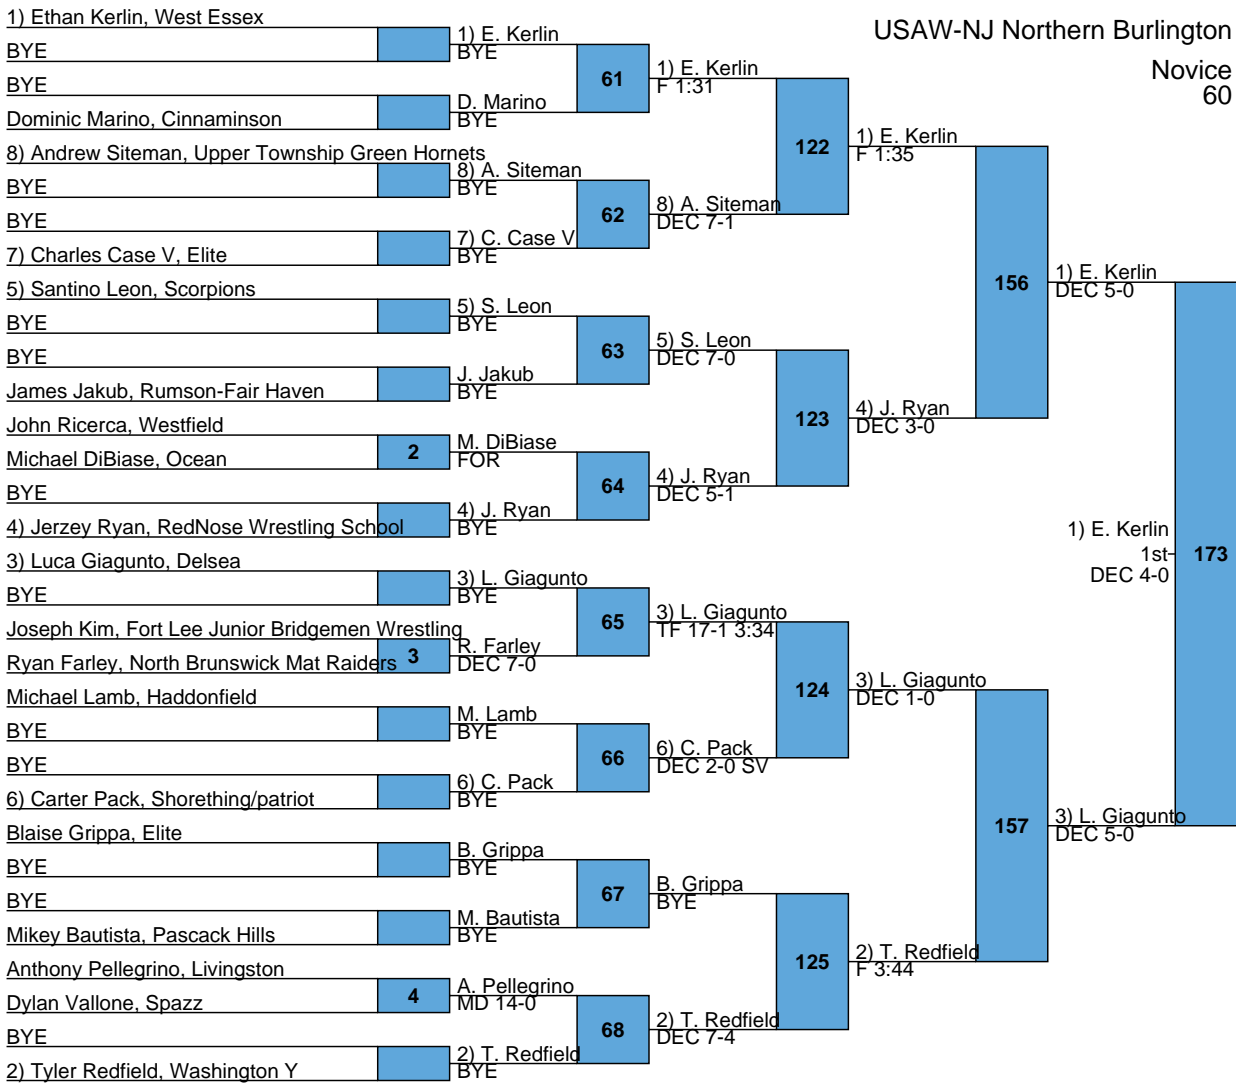 USAW-NJ Northern Burlington
Novice
60
1) Ethan Kerlin, West Essex
BYE
BYE
Dominic Marino, Cinnaminson
8) Andrew Siteman, Upper Township Green Hornets
BYE
BYE
7) Charles Case V, Elite
5) Santino Leon, Scorpions
BYE
BYE
James Jakub, Rumson-Fair Haven
John Ricerca, Westfield
2
Michael DiBiase, Ocean
BYE
4) Jerzey Ryan, RedNose Wrestling School
3) Luca Giagunto, Delsea
BYE
Joseph Kim, Fort Lee Junior Bridgemen Wrestling
3
Ryan Farley, North Brunswick Mat Raiders
Michael Lamb, Haddonfield
BYE
BYE
6) Carter Pack, Shorething/patriot
Blaise Grippa, Elite
BYE
BYE
Mikey Bautista, Pascack Hills
Anthony Pellegrino, Livingston
4
Dylan Vallone, Spazz
BYE
2) Tyler Redfield, Washington Y
1) E. Kerlin
BYE
61
D. Marino
BYE
8) A. Siteman
BYE
62
7) C. Case V
BYE
5) S. Leon
BYE
63
J. Jakub
BYE
M. DiBiase
FOR
64
4) J. Ryan
BYE
3) L. Giagunto
BYE
65
R. Farley
DEC 7-0
M. Lamb
BYE
66
6) C. Pack
BYE
B. Grippa
BYE
67
M. Bautista
BYE
A. Pellegrino
MD 14-0
68
2) T. Redfield
BYE
1) E. Kerlin
F 1:31
122
8) A. Siteman
DEC 7-1
5) S. Leon
DEC 7-0
123
4) J. Ryan
DEC 5-1
3) L. Giagunto
TF 17-1 3:34
124
6) C. Pack
DEC 2-0 SV
B. Grippa
BYE
125
2) T. Redfield
DEC 7-4
1) E. Kerlin
F 1:35
156
4) J. Ryan
DEC 3-0
3) L. Giagunto
DEC 1-0
157
2) T. Redfield
F 3:44
1) E. Kerlin
DEC 5-0
3) L. Giagunto
DEC 5-0
1) E. Kerlin
1st
173
DEC 4-0